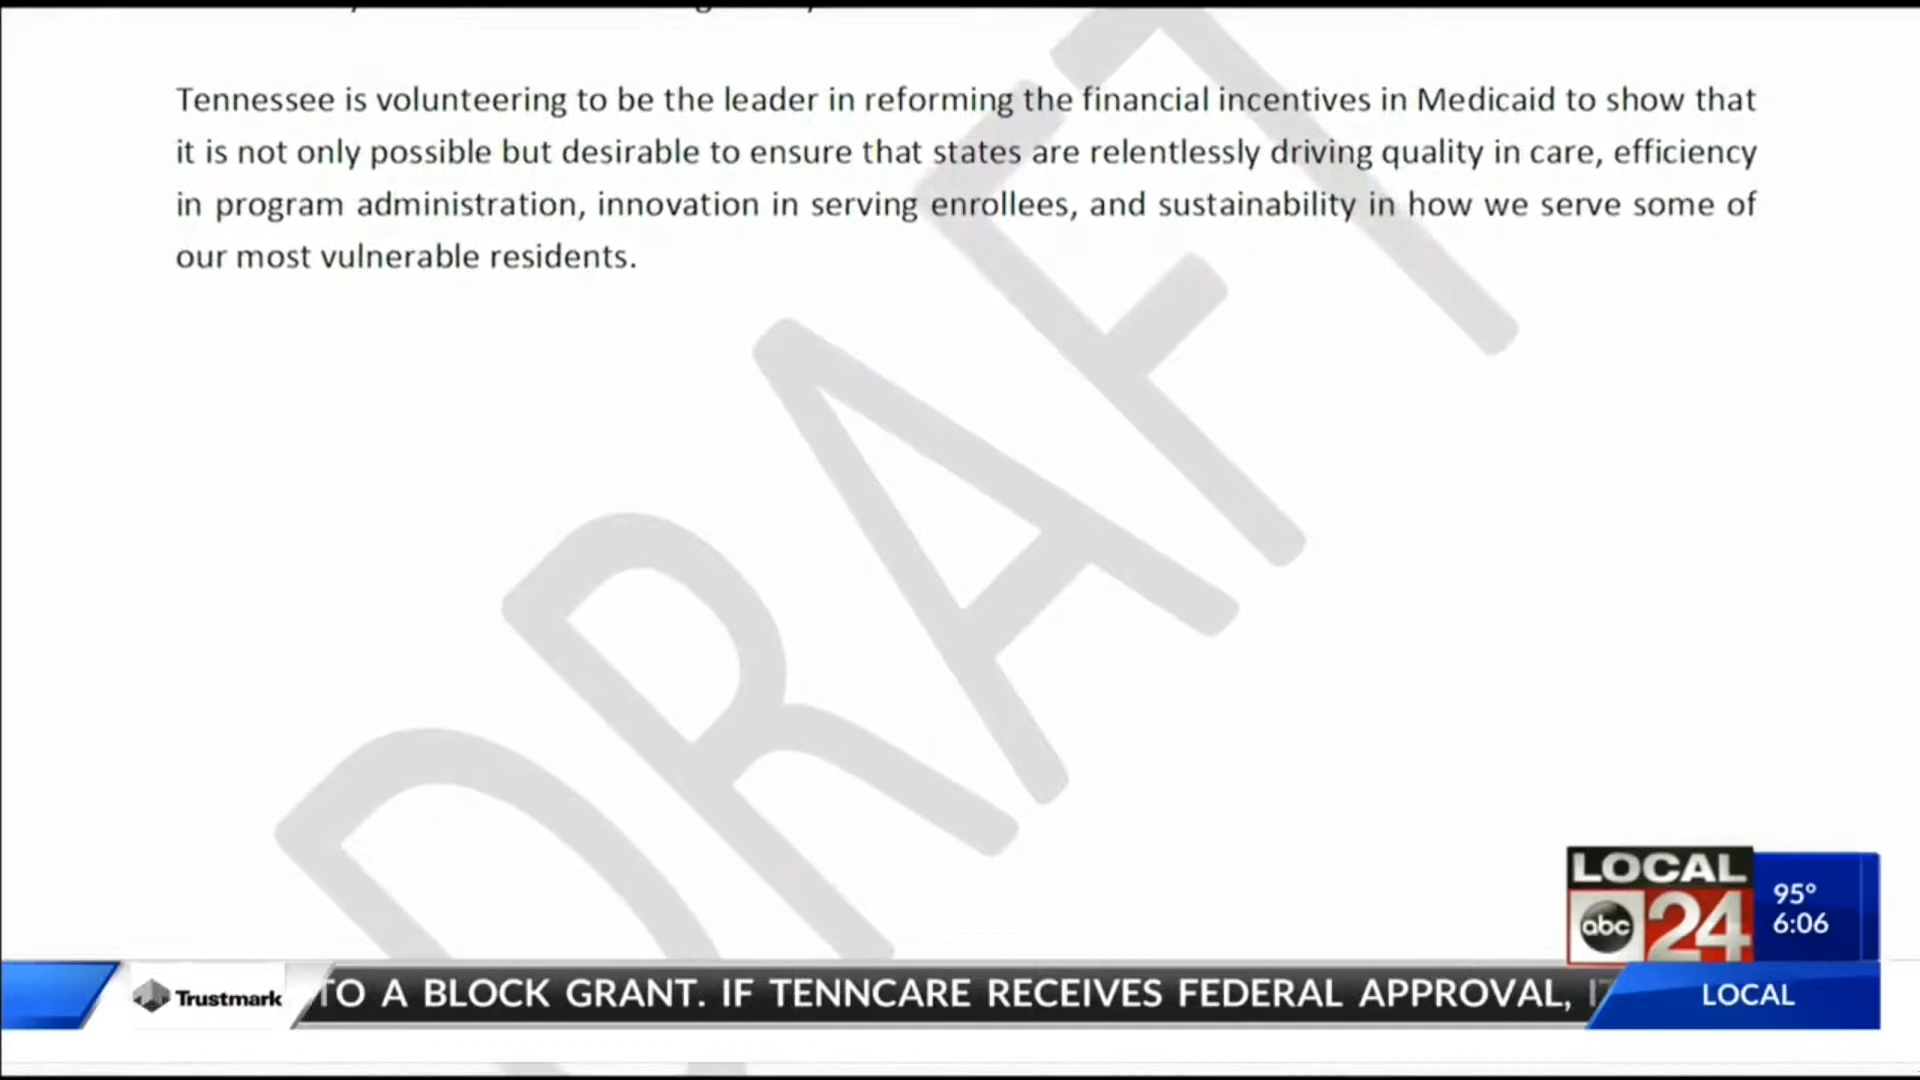 Tennessee is volunteering to be the leader in reforming the financial incentives in Medicaid to show that
it is not only possible but desirable to ensure that states are relentlessly driving quality in care, efficiency
in program administration, innovation in serving enrollees, and sustainability in how we serve some of
our most vulnerable residents.
DRAFT
LOCAL
abc 24
95°
6:06
Trustmark
TO A BLOCK GRANT. IF TENNCARE RECEIVES FEDERAL APPROVAL,
LOCAL